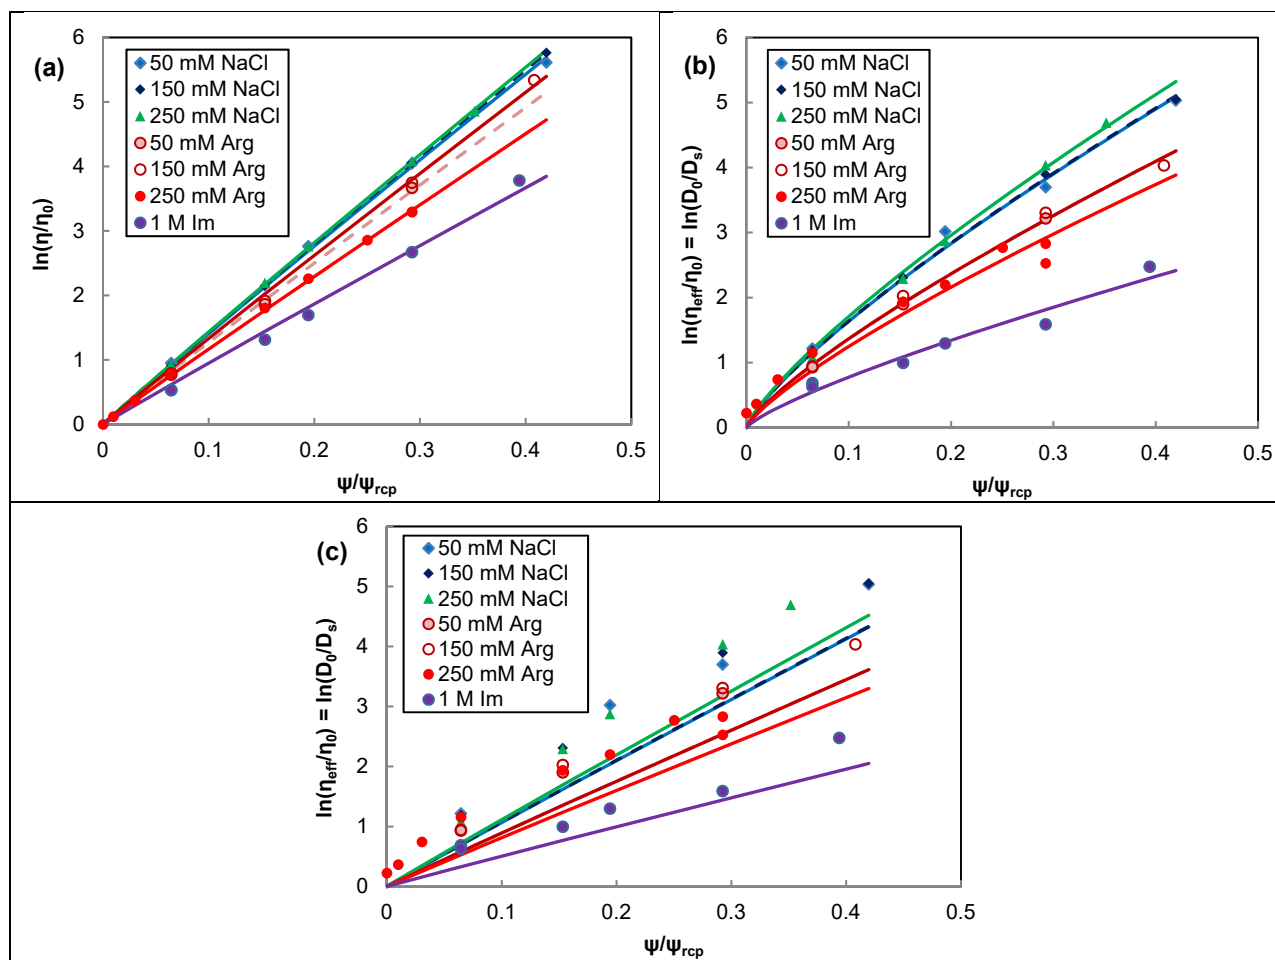 (a)
50 mM NaCl
150 mM NaCl
250 mM NaCl
50 mM Arg
150 mM Arg
250 mM Arg
1 M Im
ln(η/η0)
6
5
4
3
2
1
0
0 0.1 0.2 0.3 0.4 0.5
ψ/ψrcp
(b)
50 mM NaCl
150 mM NaCl
250 mM NaCl
50 mM Arg
150 mM Arg
250 mM Arg
1 M Im
ln(ηeff/η0) = ln(D0/Ds)
6
5
4
3
2
1
0
0 0.1 0.2 0.3 0.4 0.5
ψ/ψrcp
(c)
50 mM NaCl
150 mM NaCl
250 mM NaCl
50 mM Arg
150 mM Arg
250 mM Arg
1 M Im
ln(ηeff/η0) = ln(D0/Ds)
6
5
4
3
2
1
0
0 0.1 0.2 0.3 0.4 0.5
ψ/ψrcp